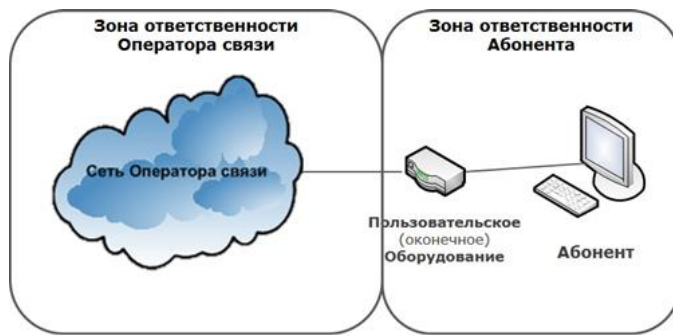 Зона ответственности
Оператора связи
Зона ответственности
Абонента
Сеть Оператора связи
Пользовательское
(оконечное)
Оборудование
Абонент